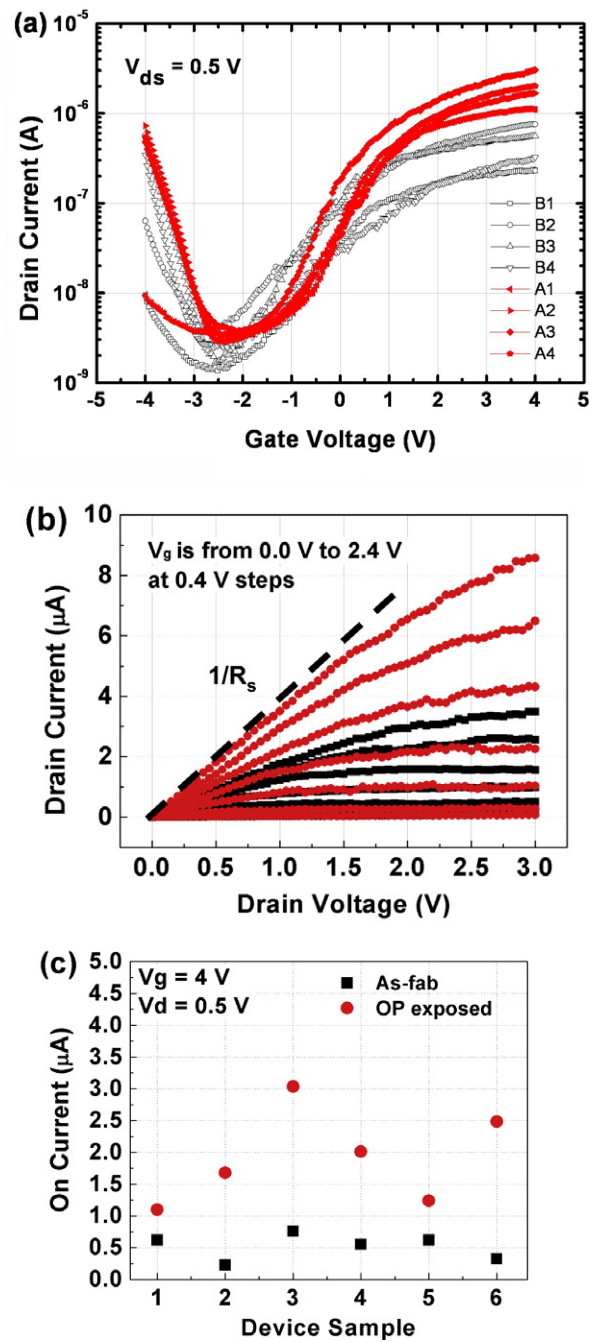 (a)
V_ds = 0.5 V
Drain Current (A)
10^-5
10^-6
10^-7
10^-8
10^-9
B1
B2
B3
B4
A1
A2
A3
A4
-5 -4 -3 -2 -1 0 1 2 3 4 5
Gate Voltage (V)
(b)
V_g is from 0.0 V to 2.4 V
at 0.4 V steps
1/R_s
Drain Current (μA)
10
8
6
4
2
0
0.0 0.5 1.0 1.5 2.0 2.5 3.0
Drain Voltage (V)
(c)
Vg = 4 V
Vd = 0.5 V
As-fab
OP exposed
On Current (μA)
5.0
4.5
4.0
3.5
3.0
2.5
2.0
1.5
1.0
0.5
0.0
1 2 3 4 5 6
Device Sample